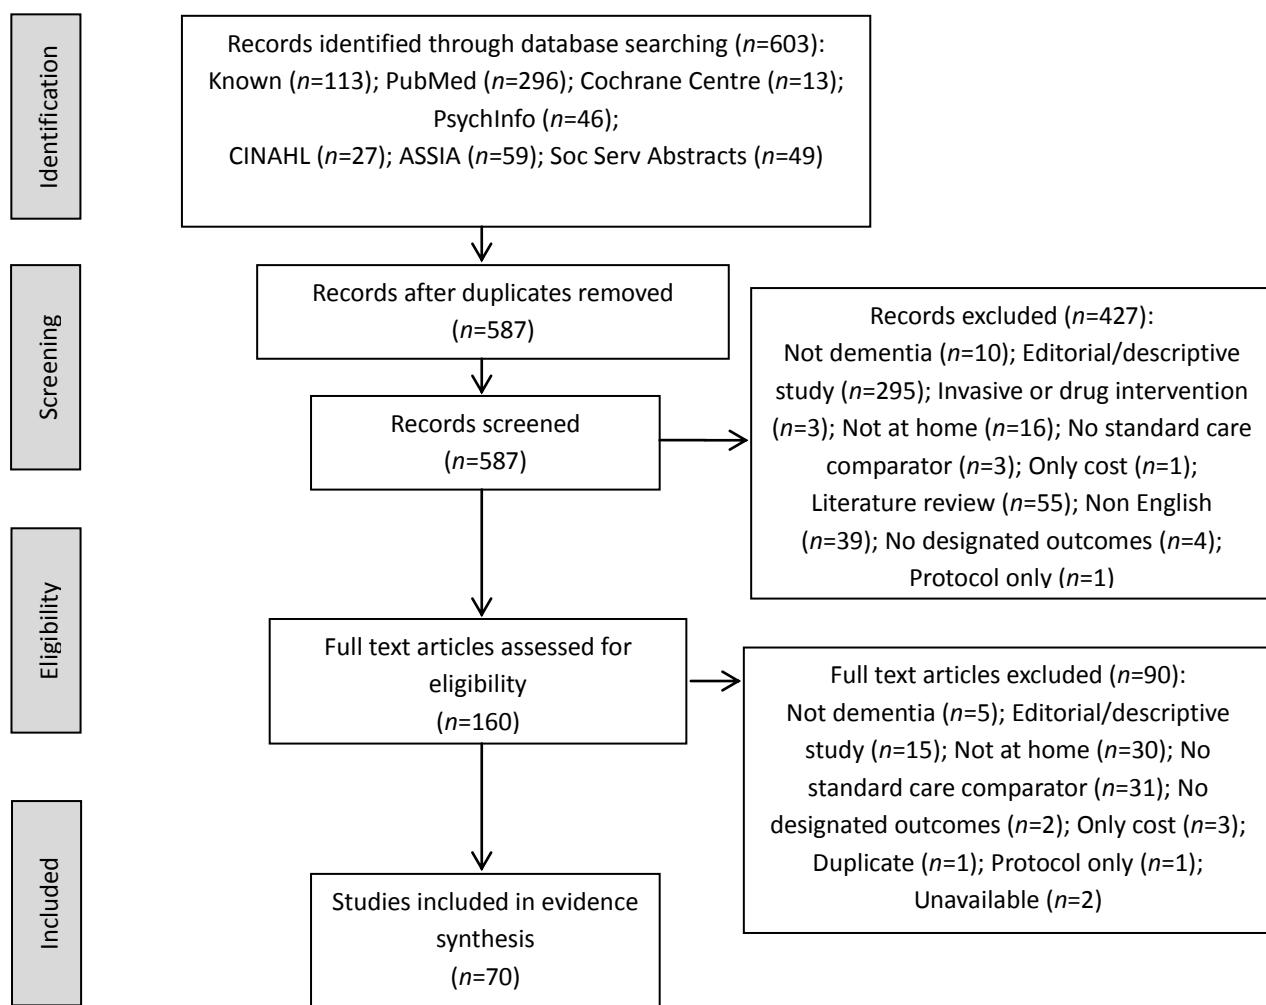 Identification
Records identified through database searching (n=603):
Known (n=113); PubMed (n=296); Cochrane Centre (n=13);
PsychInfo (n=46);
CINAHL (n=27); ASSIA (n=59); Soc Serv Abstracts (n=49)
Screening
Records after duplicates removed
(n=587)
Records screened
(n=587)
Records excluded (n=427):
Not dementia (n=10); Editorial/descriptive
study (n=295); Invasive or drug intervention
(n=3); Not at home (n=16); No standard care
comparator (n=3); Only cost (n=1);
Literature review (n=55); Non English
(n=39); No designated outcomes (n=4);
Protocol only (n=1)
Eligibility
Full text articles assessed for
eligibility
(n=160)
Full text articles excluded (n=90):
Not dementia (n=5); Editorial/descriptive
study (n=15); Not at home (n=30); No
standard care comparator (n=31); No
designated outcomes (n=2); Only cost (n=3);
Duplicate (n=1); Protocol only (n=1);
Unavailable (n=2)
Included
Studies included in evidence
synthesis
(n=70)